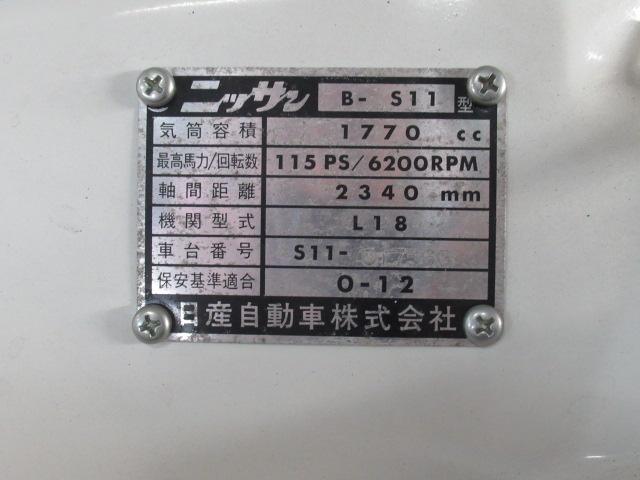 ニッサン B- S11 型
気筒容積 1770 cc
最高馬力/回転数 115PS/6200RPM
軸間距離 2340 mm
機関型式 L18
車台番号 S11-
保安基準適合 O-12
日産自動車株式会社